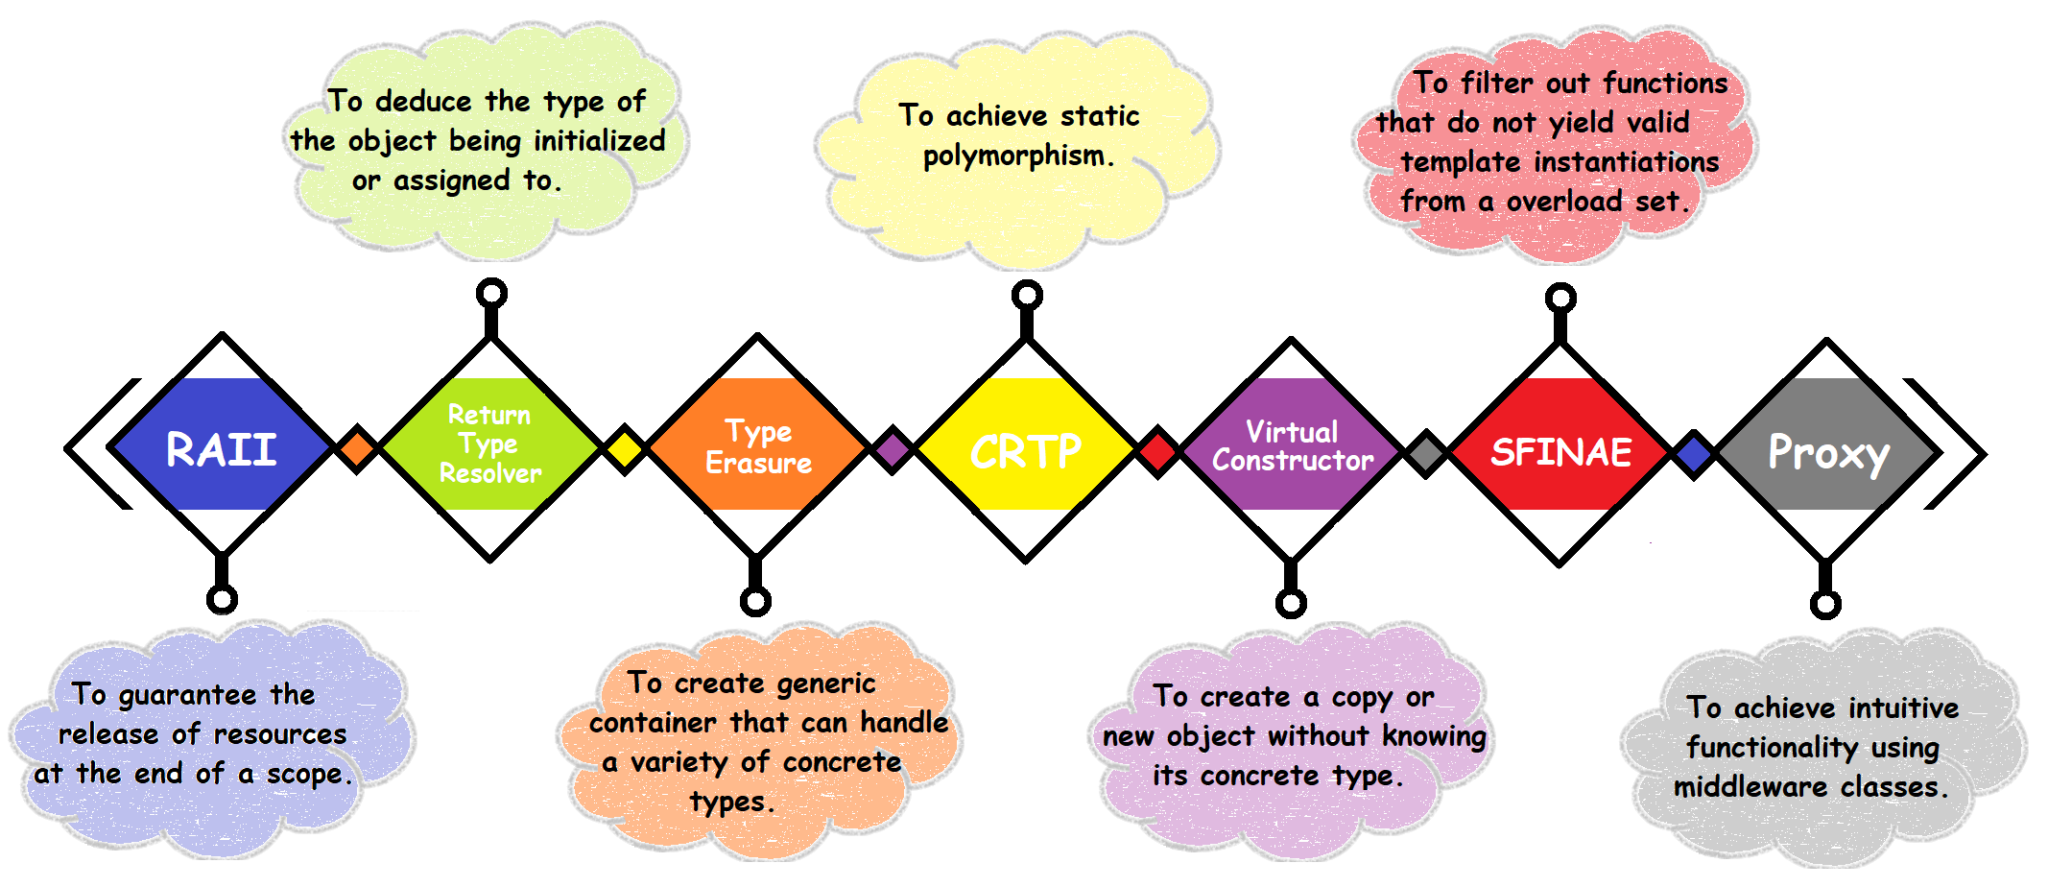 To deduce the type of
the object being initialized
or assigned to.
To achieve static
polymorphism.
To filter out functions
that do not yield valid
template instantiations
from a overload set.
RAII
Return
Type
Resolver
Type
Erasure
CRTP
Virtual
Constructor
SFINAE
Proxy
To guarantee the
release of resources
at the end of a scope.
To create generic
container that can handle
a variety of concrete
types.
To create a copy or
new object without knowing
its concrete type.
To achieve intuitive
functionality using
middleware classes.